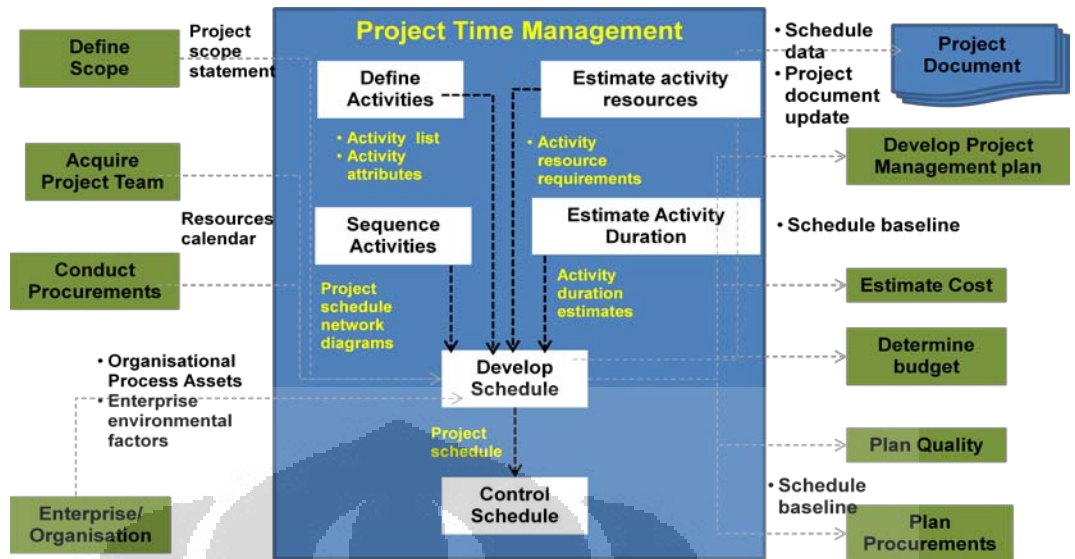 Project Time Management
Define
Scope
Project
scope
statement
Acquire
Project Team
Resources
calendar
Conduct
Procurements
• Organisational
Process Assets
• Enterprise
environmental
factors
Enterprise/
Organisation
Define
Activities
• Activity list
• Activity
attributes
Estimate activity
resources
• Activity
resource
requirements
Sequence
Activities
Project
schedule
network
diagrams
Estimate Activity
Duration
Activity
duration
estimates
Develop
Schedule
Project
schedule
Control
Schedule
• Schedule
data
• Project
document
update
Project
Document
Develop Project
Management plan
• Schedule baseline
Estimate Cost
Determine
budget
Plan Quality
• Schedule
baseline
Plan
Procurements